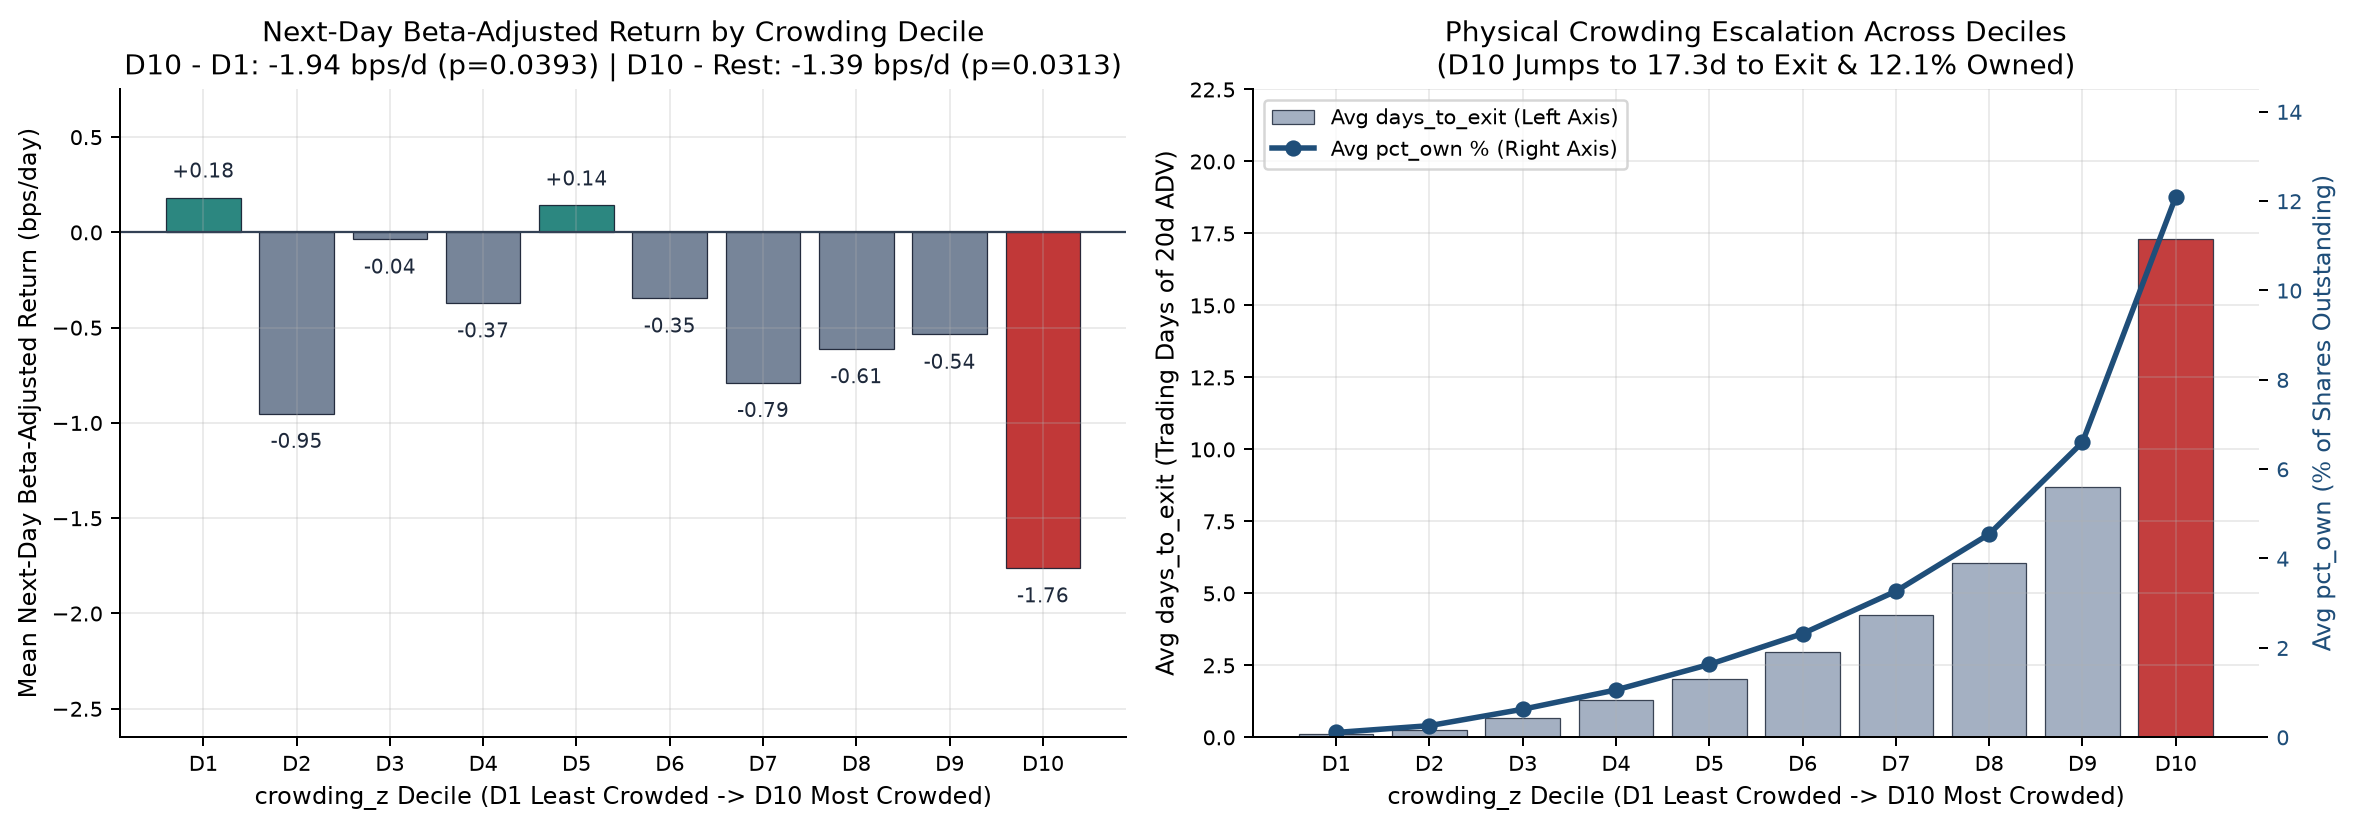 Next-Day Beta-Adjusted Return by Crowding Decile
D10 - D1: -1.94 bps/d (p=0.0393) | D10 - Rest: -1.39 bps/d (p=0.0313)
Mean Next-Day Beta-Adjusted Return (bps/day)
0.5
0.0
−0.5
−1.0
−1.5
−2.0
−2.5
+0.18
-0.95
-0.04
-0.37
+0.14
-0.35
-0.79
-0.61
-0.54
-1.76
D1 D2 D3 D4 D5 D6 D7 D8 D9 D10
crowding_z Decile (D1 Least Crowded -> D10 Most Crowded)
Physical Crowding Escalation Across Deciles
(D10 Jumps to 17.3d to Exit & 12.1% Owned)
Avg days_to_exit (Left Axis)
Avg pct_own % (Right Axis)
Avg days_to_exit (Trading Days of 20d ADV)
22.5
20.0
17.5
15.0
12.5
10.0
7.5
5.0
2.5
0.0
14
12
10
8
6
4
2
0
Avg pct_own (% of Shares Outstanding)
D1 D2 D3 D4 D5 D6 D7 D8 D9 D10
crowding_z Decile (D1 Least Crowded -> D10 Most Crowded)